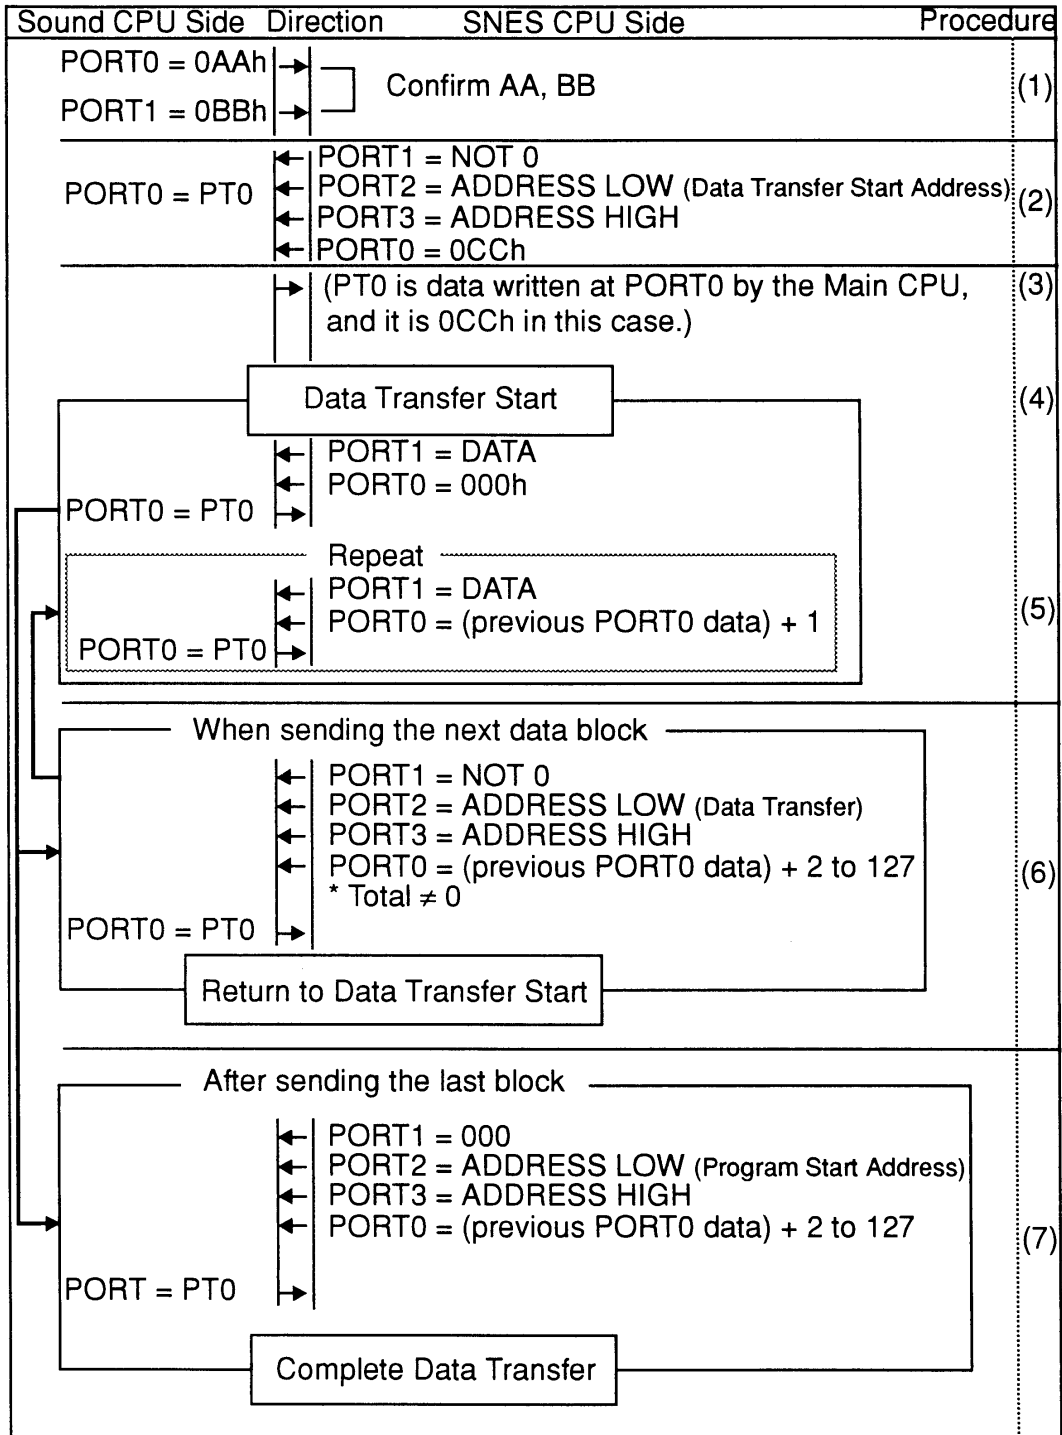 Sound CPU Side Direction SNES CPU Side Procedure
PORT0 = 0AAh
Confirm AA, BB (1)
PORT1 = 0BBh
PORT1 = NOT 0
PORT0 = PT0 PORT2 = ADDRESS LOW (Data Transfer Start Address) (2)
PORT3 = ADDRESS HIGH
PORT0 = 0CCh
(PT0 is data written at PORT0 by the Main CPU, (3)
and it is 0CCh in this case.)
Data Transfer Start (4)
PORT1 = DATA
PORT0 = 000h
PORT0 = PT0
Repeat
PORT1 = DATA
PORT0 = (previous PORT0 data) + 1 (5)
PORT0 = PT0
When sending the next data block
PORT1 = NOT 0
PORT2 = ADDRESS LOW (Data Transfer)
PORT3 = ADDRESS HIGH
PORT0 = (previous PORT0 data) + 2 to 127 (6)
* Total ≠ 0
PORT0 = PT0
Return to Data Transfer Start
After sending the last block
PORT1 = 000
PORT2 = ADDRESS LOW (Program Start Address)
PORT3 = ADDRESS HIGH
PORT0 = (previous PORT0 data) + 2 to 127 (7)
PORT = PT0
Complete Data Transfer